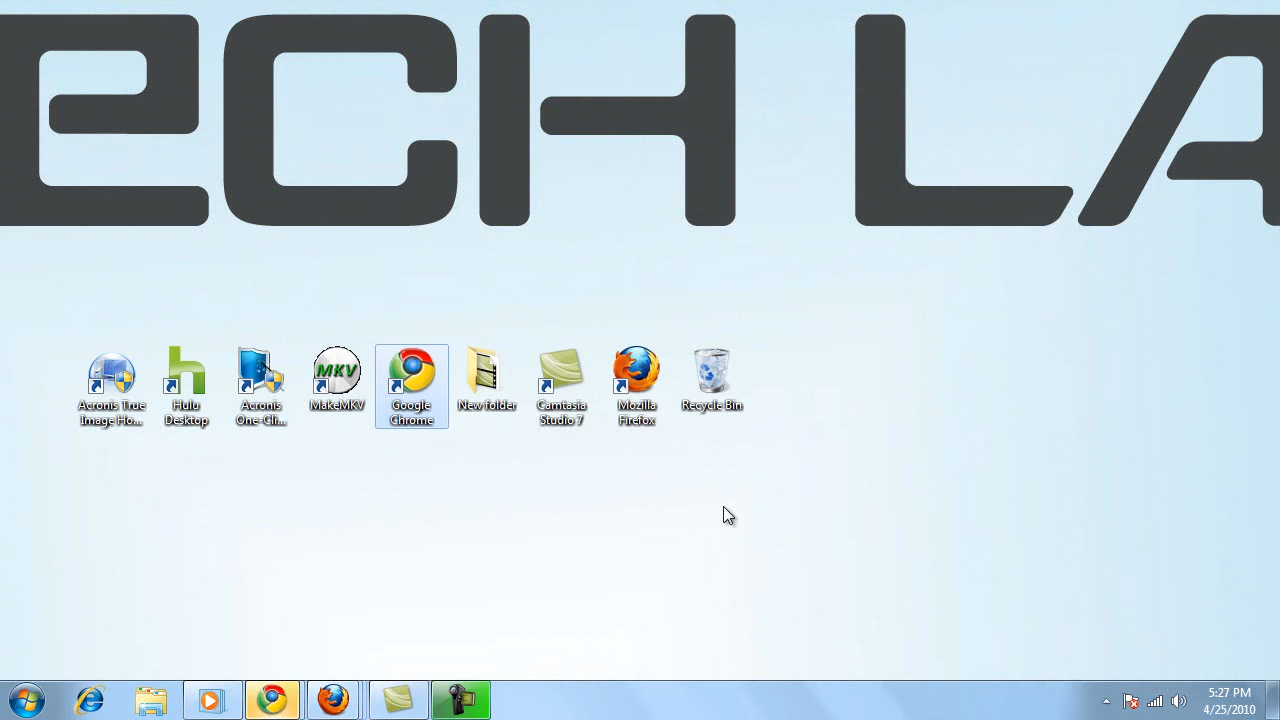 ECH LA
Acronis True
Image Ho...
Hulu
Desktop
Acronis
One-Cli...
MKV
MakeMKV
Google
Chrome
New folder
Camtasia
Studio 7
Mozilla
Firefox
Recycle Bin
5:27 PM
4/25/2010